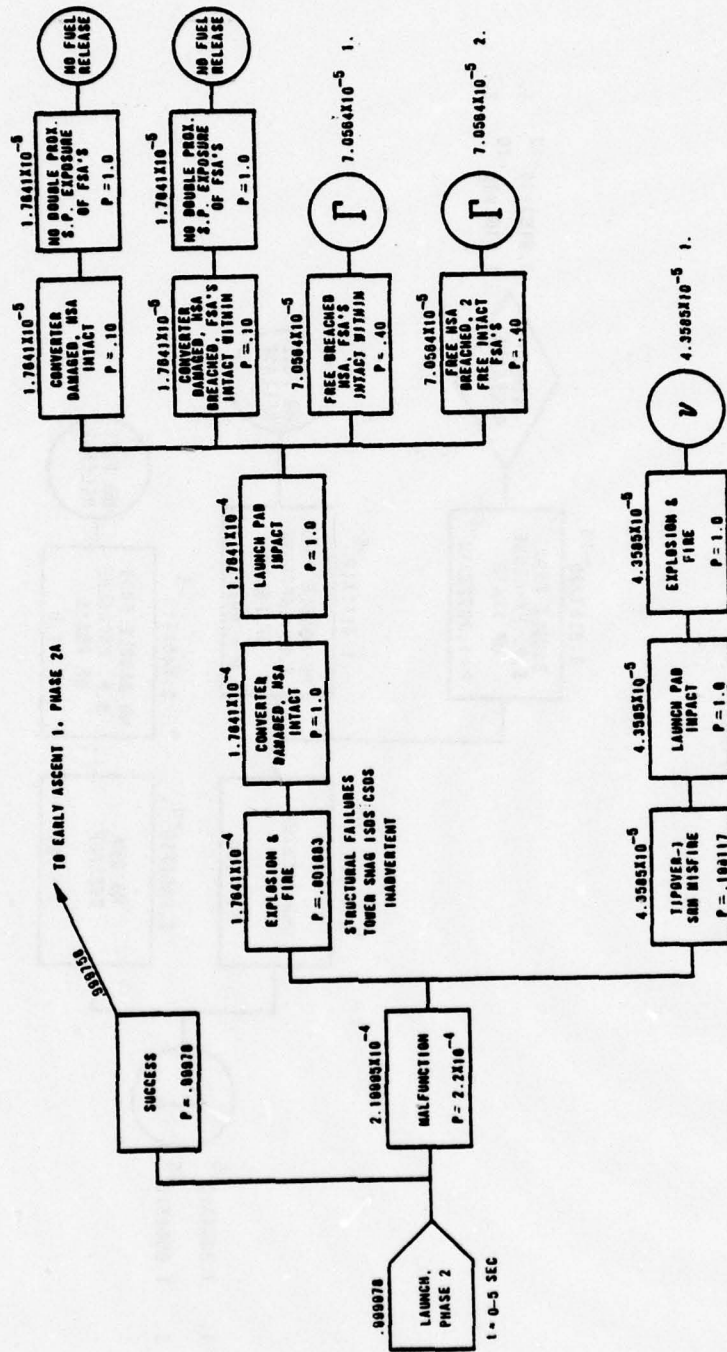 .999978
LAUNCH,
PHASE 2
t = 0-5 SEC
SUCCESS
P = .99978
.999758
TO EARLY ASCENT 1, PHASE 2A
2.19995X10⁻⁴
MALFUNCTION
P = 2.2X10⁻⁴
1.7641X10⁻⁴
EXPLOSION &
FIRE
P = .801883
STRUCTURAL FAILURES
TOWER SNAG ISDS CSDS
INADVERTENT
1.7641X10⁻⁴
CONVERTER
DAMAGED, HSA
INTACT
P = 1.0
1.7641X10⁻⁴
LAUNCH PAD
IMPACT
P = 1.0
1.7641X10⁻⁵
CONVERTER
DAMAGED, HSA
INTACT
P = .10
1.7641X10⁻⁵
NO DOUBLE PROX.
S.P. EXPOSURE
OF FSA'S
P = 1.0
NO FUEL
RELEASE
1.7641X10⁻⁵
CONVERTER
DAMAGED, HSA
BREACHED, FSA'S
INTACT WITHIN
P = .10
1.7641X10⁻⁵
NO DOUBLE PROX.
S.P. EXPOSURE
OF FSA'S
P = 1.0
NO FUEL
RELEASE
7.0564X10⁻⁵
FREE BREACHED
HSA, FSA'S
INTACT WITHIN
P = .40
Γ
7.0564X10⁻⁵ 1.
7.0564X10⁻⁵
FREE HSA
BREACHED, 2
FREE INTACT
FSA'S
P = .40
Γ
7.0564X10⁻⁵ 2.
4.3585X10⁻⁵
TIPOVER-1
SRM MISFIRE
P = .198117
4.3585X10⁻⁵
LAUNCH PAD
IMPACT
P = 1.0
4.3585X10⁻⁵
EXPLOSION &
FIRE
P = 1.0
ν
4.3585X10⁻⁵ 1.